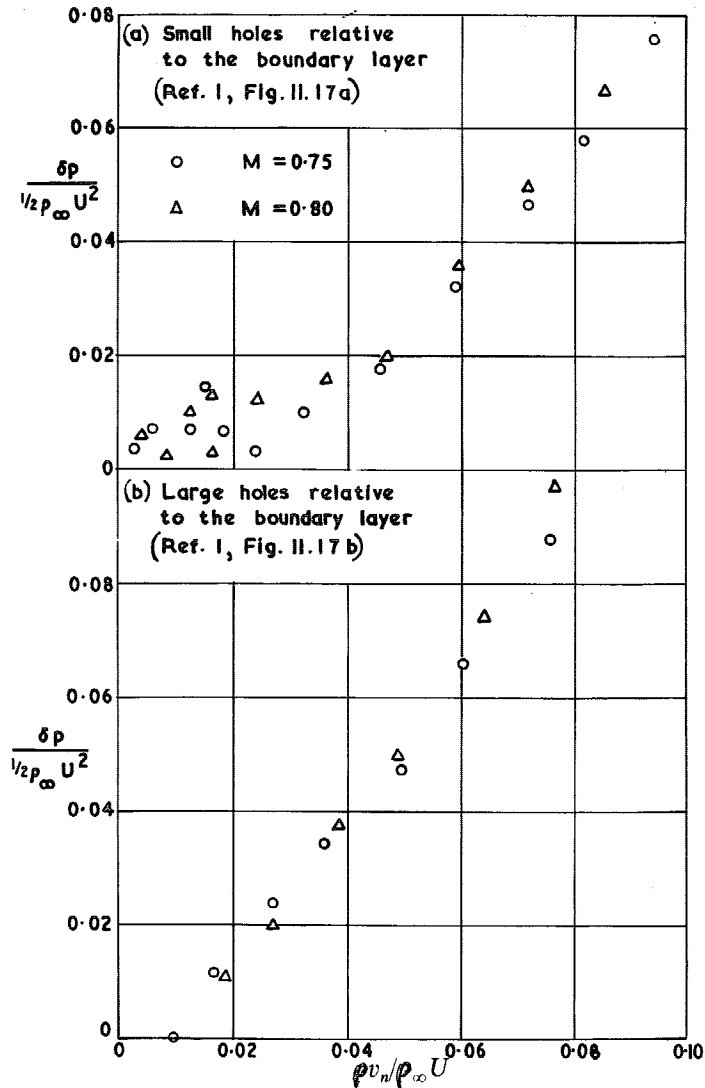 0·08
(a) Small holes relative
to the boundary layer
(Ref. 1, Fig. II.17a)
0·06
M = 0·75
δp
1/2 p∞ U²
M = 0·80
0·04
0·02
0
(b) Large holes relative
to the boundary layer
(Ref. 1, Fig. II.17 b)
0·08
0·06
δp
1/2 p∞ U²
0·04
0·02
0
0 0·02 0·04 0·06 0·08 0·10
ρvₙ/ρ∞ U